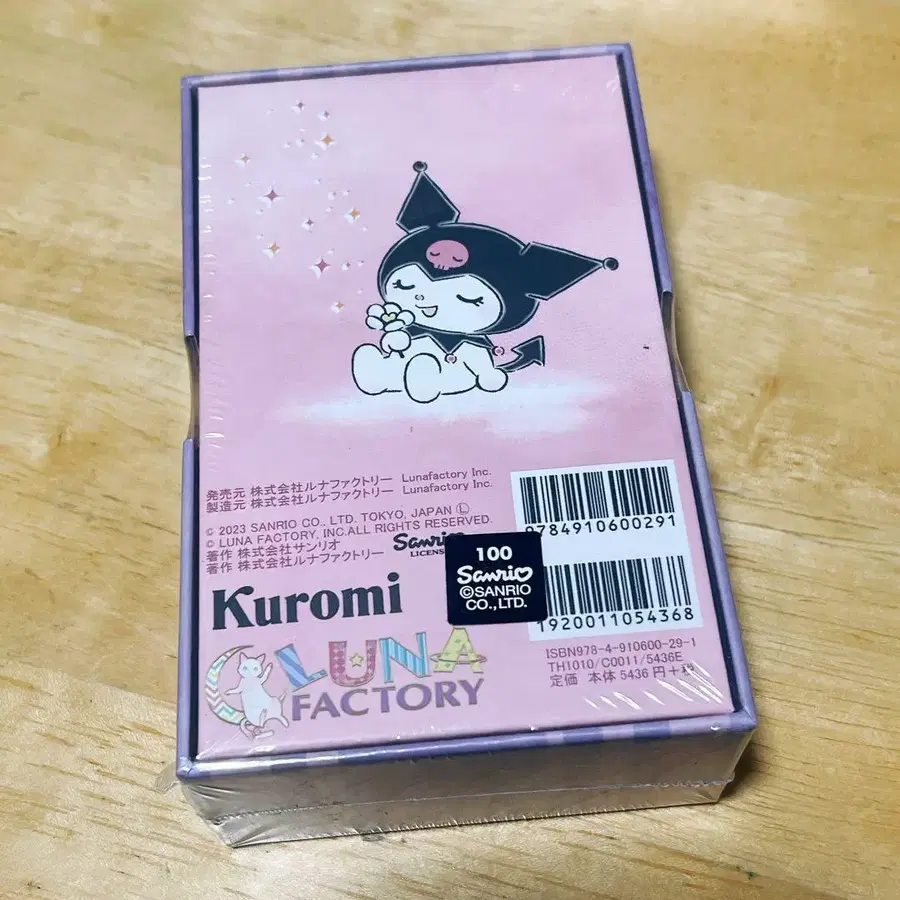 発売元 株式会社ルナファクトリー Lunafactory Inc.
製造元 株式会社ルナファクトリー Lunafactory Inc.
© 2023 SANRIO CO., LTD. TOKYO, JAPAN Ⓛ
© LUNA FACTORY, INC.ALL RIGHTS RESERVED.
著作 株式会社サンリオ
著作 株式会社ルナファクトリー
Sanrio
LICENS
100
Sanrio
©SANRIO
CO.,LTD.
Kuromi
LUNA
FACTORY
9784910600291
1920011054368
ISBN978-4-910600-29-1
TH1010/C0011/5436E
定価 本体 5436 円+税